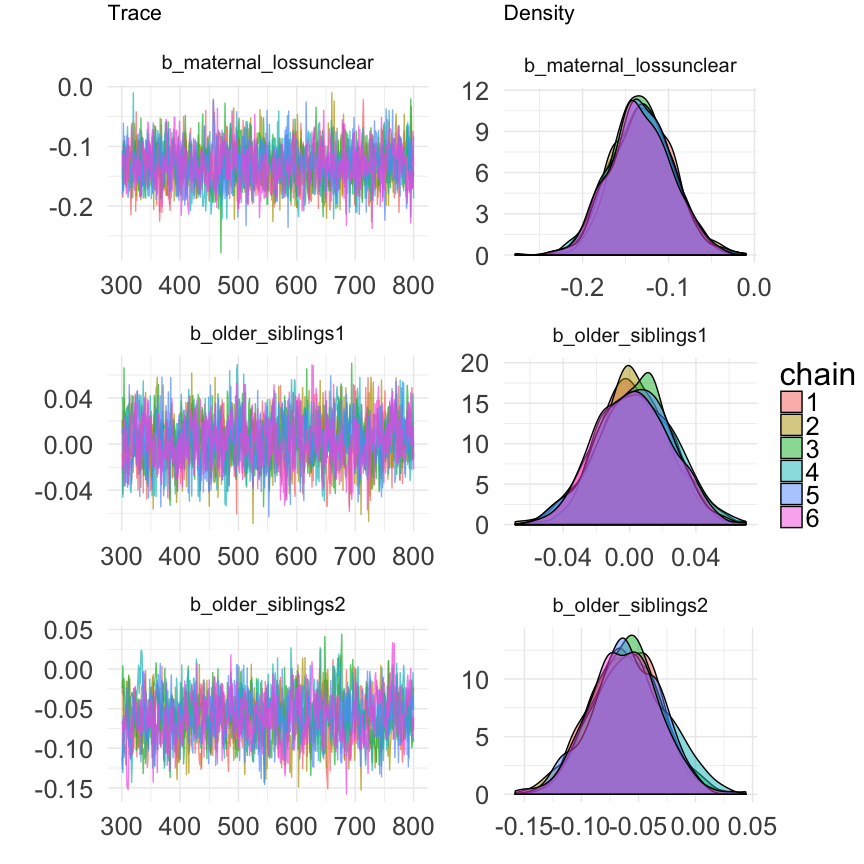 Trace
Density
b_maternal_lossunclear
b_maternal_lossunclear
0.0
-0.1
-0.2
300 400 500 600 700 800
12
9
6
3
0
-0.2 -0.1 0.0
b_older_siblings1
b_older_siblings1
0.04
0.00
-0.04
300 400 500 600 700 800
20
15
10
5
0
-0.04 0.00 0.04
chain
1
2
3
4
5
6
b_older_siblings2
b_older_siblings2
0.05
0.00
-0.05
-0.10
-0.15
300 400 500 600 700 800
10
5
0
-0.15 -0.10 -0.05 0.00 0.05